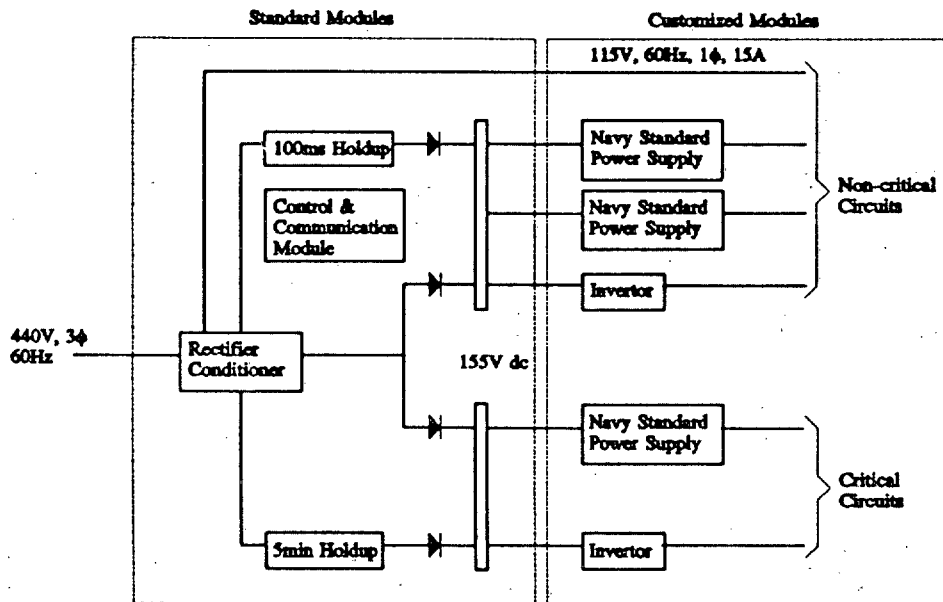 Standard Modules
Customized Modules
115V, 60Hz, 1ϕ, 15A
100ms Holdup
Navy Standard
Power Supply
Control &
Communication
Module
Navy Standard
Power Supply
Non-critical
Circuits
Invertor
440V, 3ϕ
60Hz
Rectifier
Conditioner
155V dc
Navy Standard
Power Supply
Critical
Circuits
5min Holdup
Invertor